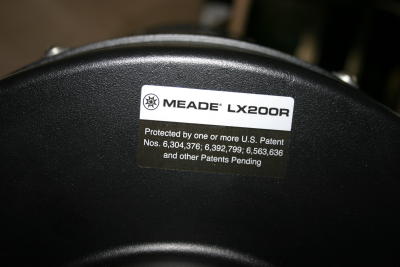 MEADE® LX200R
Protected by one or more U.S. Patent
Nos. 6,304,376; 6,392,799; 6,563,636
and other Patents Pending